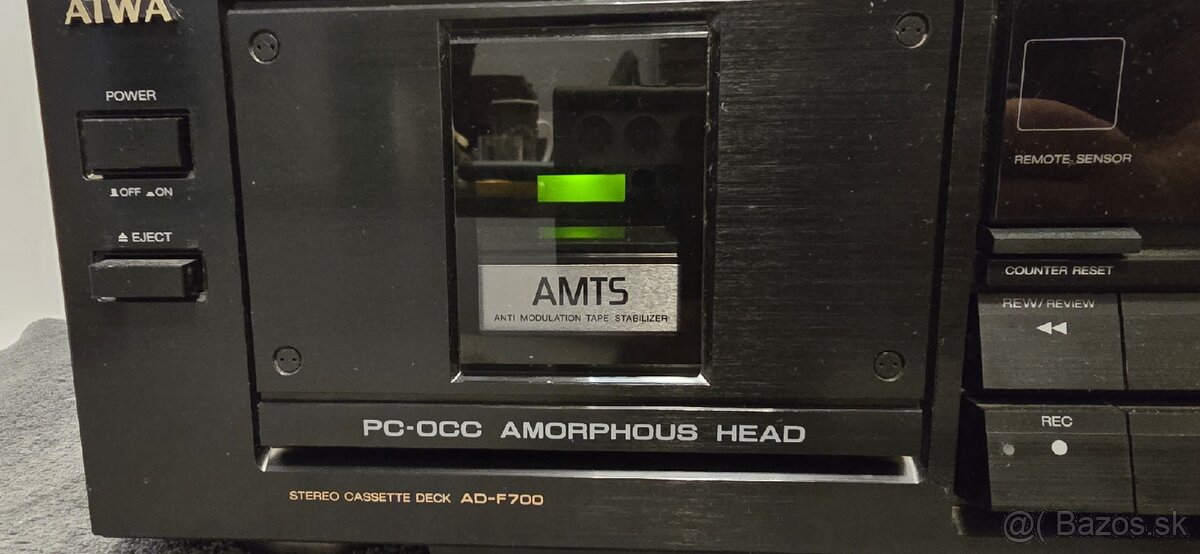 AIWA
POWER
OFF ON
EJECT
REMOTE SENSOR
COUNTER RESET
REW/REVIEW
AMTS
ANTI MODULATION TAPE STABILIZER
REC
PC-OCC AMORPHOUS HEAD
STEREO CASSETTE DECK AD-F700
@( Bazos.sk